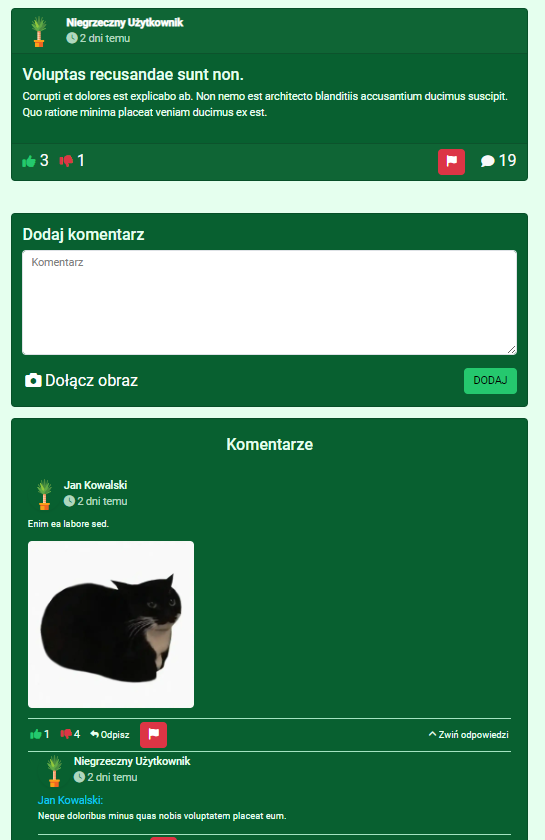 Niegrzeczny Użytkownik
2 dni temu
Voluptas recusandae sunt non.
Corrupti et dolores est explicabo ab. Non nemo est architecto blanditiis accusantium ducimus suscipit.
Quo ratione minima placeat veniam ducimus ex est.
3 1 19
Dodaj komentarz
Komentarz
Dołącz obraz DODAJ
Komentarze
Jan Kowalski
2 dni temu
Enim ea labore sed.
1 4 Odpisz Zwiń odpowiedzi
Niegrzeczny Użytkownik
2 dni temu
Jan Kowalski:
Neque doloribus minus quas nobis voluptatem placeat eum.